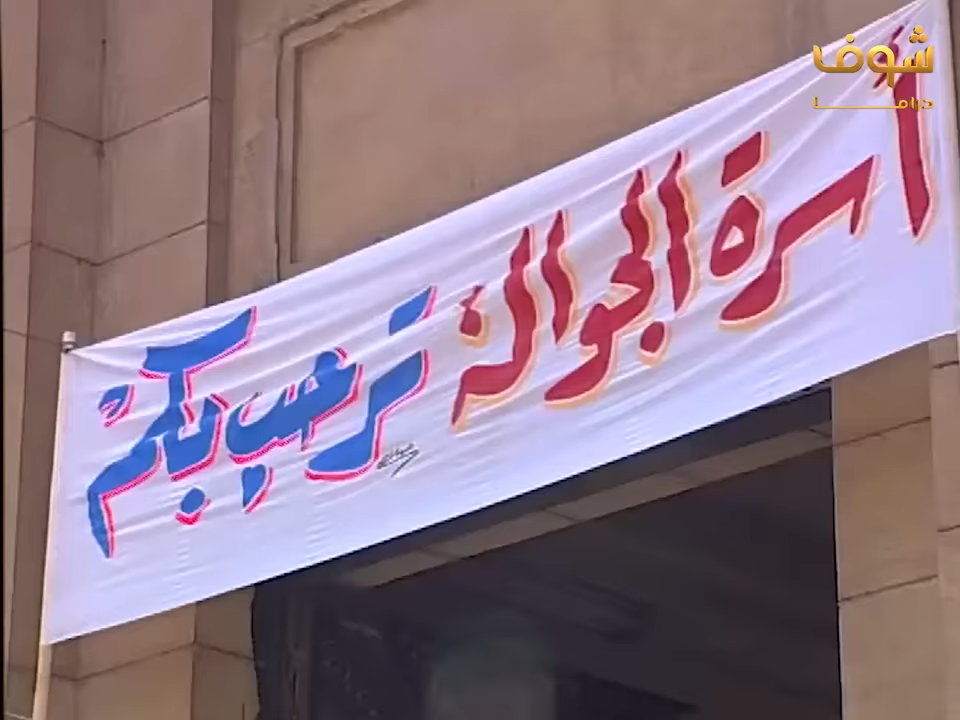 شوف
دراما
أسرة الجوالة ترحب بكم